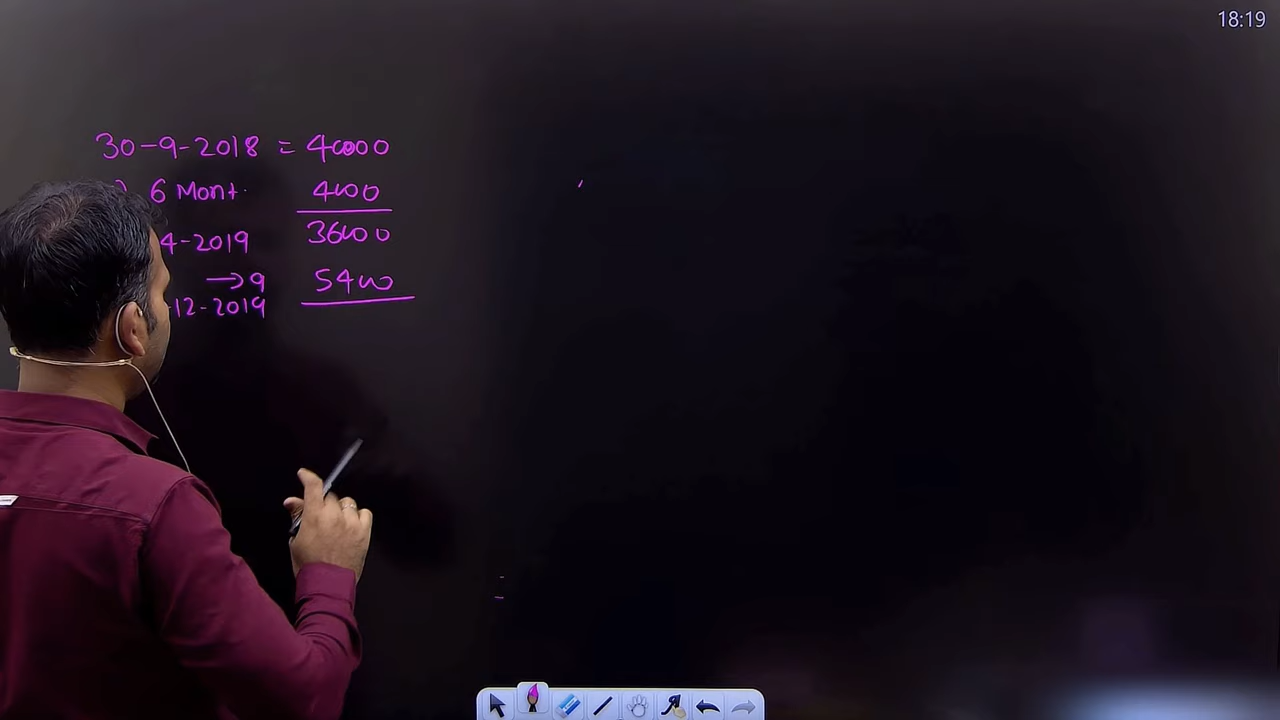 18:19
30-9-2018 = 40000
6 Mont. 4000
4-2019 36000
→9 5400
12-2019